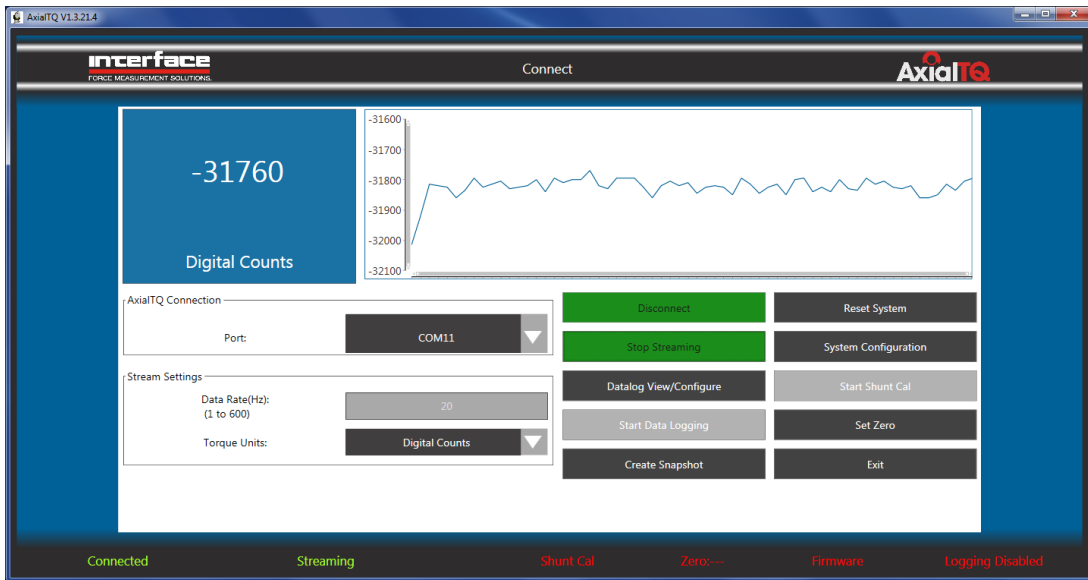 AxialTQ V1.3.21.4
interface
FORCE MEASUREMENT SOLUTIONS.
Connect
AxialTQ
-31760
Digital Counts
-31600
-31700
-31800
-31900
-32000
-32100
AxialTQ Connection
Port:
COM11
Stream Settings
Data Rate(Hz):
(1 to 600)
20
Torque Units:
Digital Counts
Disconnect
Reset System
Stop Streaming
System Configuration
Datalog View/Configure
Start Shunt Cal
Start Data Logging
Set Zero
Create Snapshot
Exit
Connected
Streaming
Shunt Cal
Zero:---
Firmware
Logging Disabled